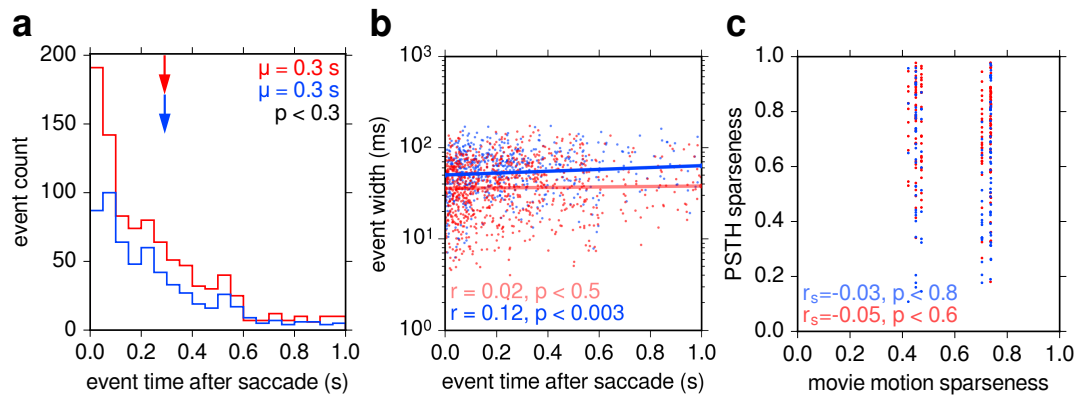 a
200
150
100
50
0
event count
μ = 0.3 s
μ = 0.3 s
p < 0.3
0.0 0.2 0.4 0.6 0.8 1.0
event time after saccade (s)
b
10³
10²
10¹
10⁰
event width (ms)
r = 0.02, p < 0.5
r = 0.12, p < 0.003
0.0 0.2 0.4 0.6 0.8 1.0
event time after saccade (s)
c
1.0
0.8
0.6
0.4
0.2
0.0
PSTH sparseness
rₛ=-0.03, p < 0.8
rₛ=-0.05, p < 0.6
0.0 0.2 0.4 0.6 0.8 1.0
movie motion sparseness